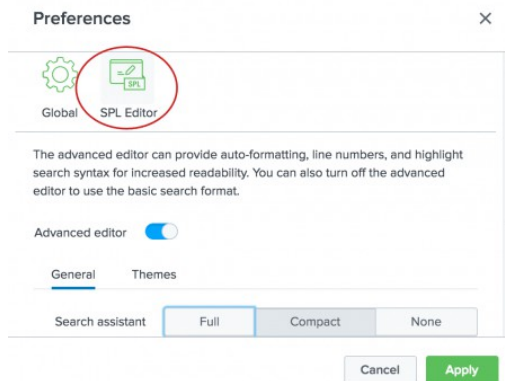 Preferences
SPL
Global SPL Editor
The advanced editor can provide auto-formatting, line numbers, and highlight
search syntax for increased readability. You can also turn off the advanced
editor to use the basic search format.
Advanced editor
General Themes
Search assistant Full Compact None
Cancel Apply